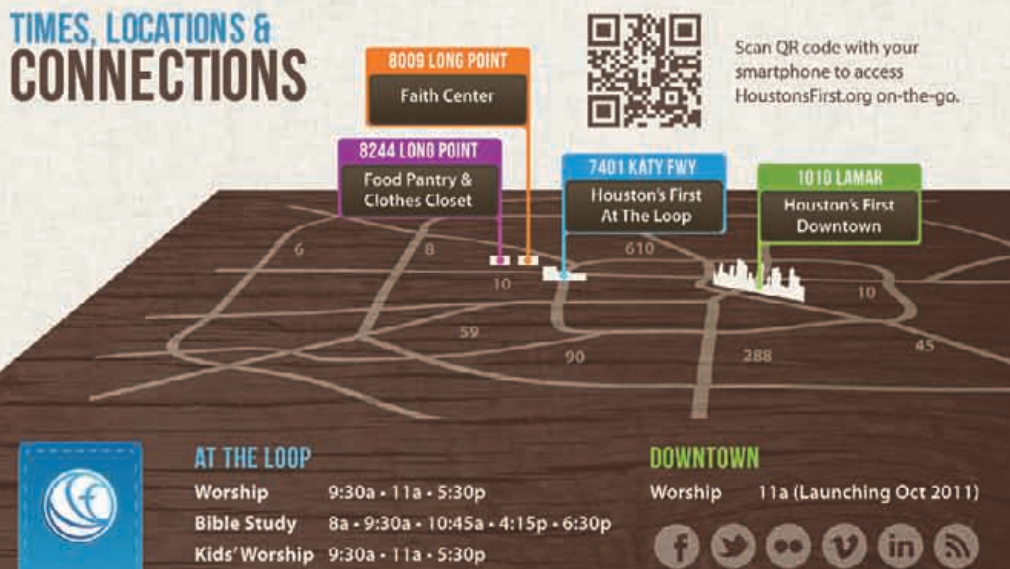 TIMES, LOCATIONS &
CONNECTIONS
8009 LONG POINT
Faith Center
Scan QR code with your
smartphone to access
HoustonsFirst.org on-the-go.
8244 LONG POINT
Food Pantry &
Clothes Closet
7401 KATY FWY
Houston's First
At The Loop
1010 LAMAR
Houston's First
Downtown
6
8
610
10
10
59
90
288
45
AT THE LOOP
Worship 9:30a • 11a • 5:30p
Bible Study 8a • 9:30a • 10:45a • 4:15p • 6:30p
Kids' Worship 9:30a • 11a • 5:30p
DOWNTOWN
Worship 11a (Launching Oct 2011)